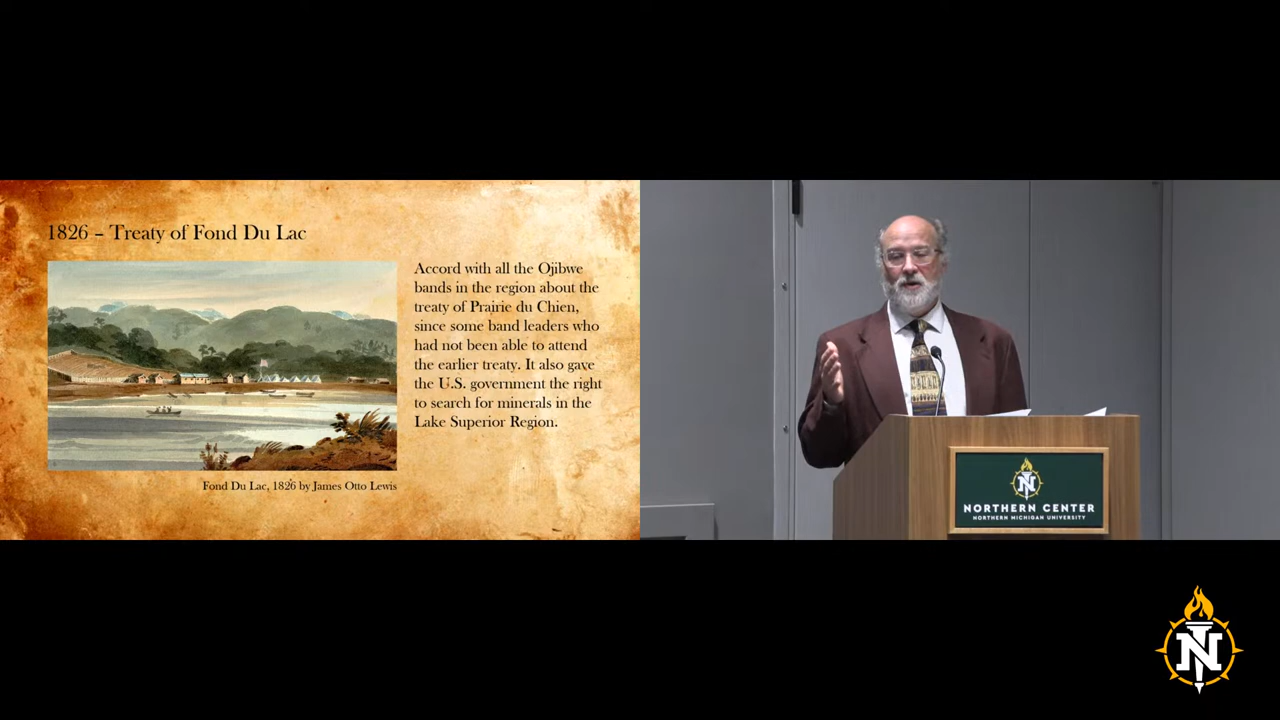 1826 – Treaty of Fond Du Lac
Accord with all the Ojibwe
bands in the region about the
treaty of Prairie du Chien,
since some band leaders who
had not been able to attend
the earlier treaty. It also gave
the U.S. government the right
to search for minerals in the
Lake Superior Region.
Fond Du Lac, 1826 by James Otto Lewis
N
NORTHERN CENTER
NORTHERN MICHIGAN UNIVERSITY
N